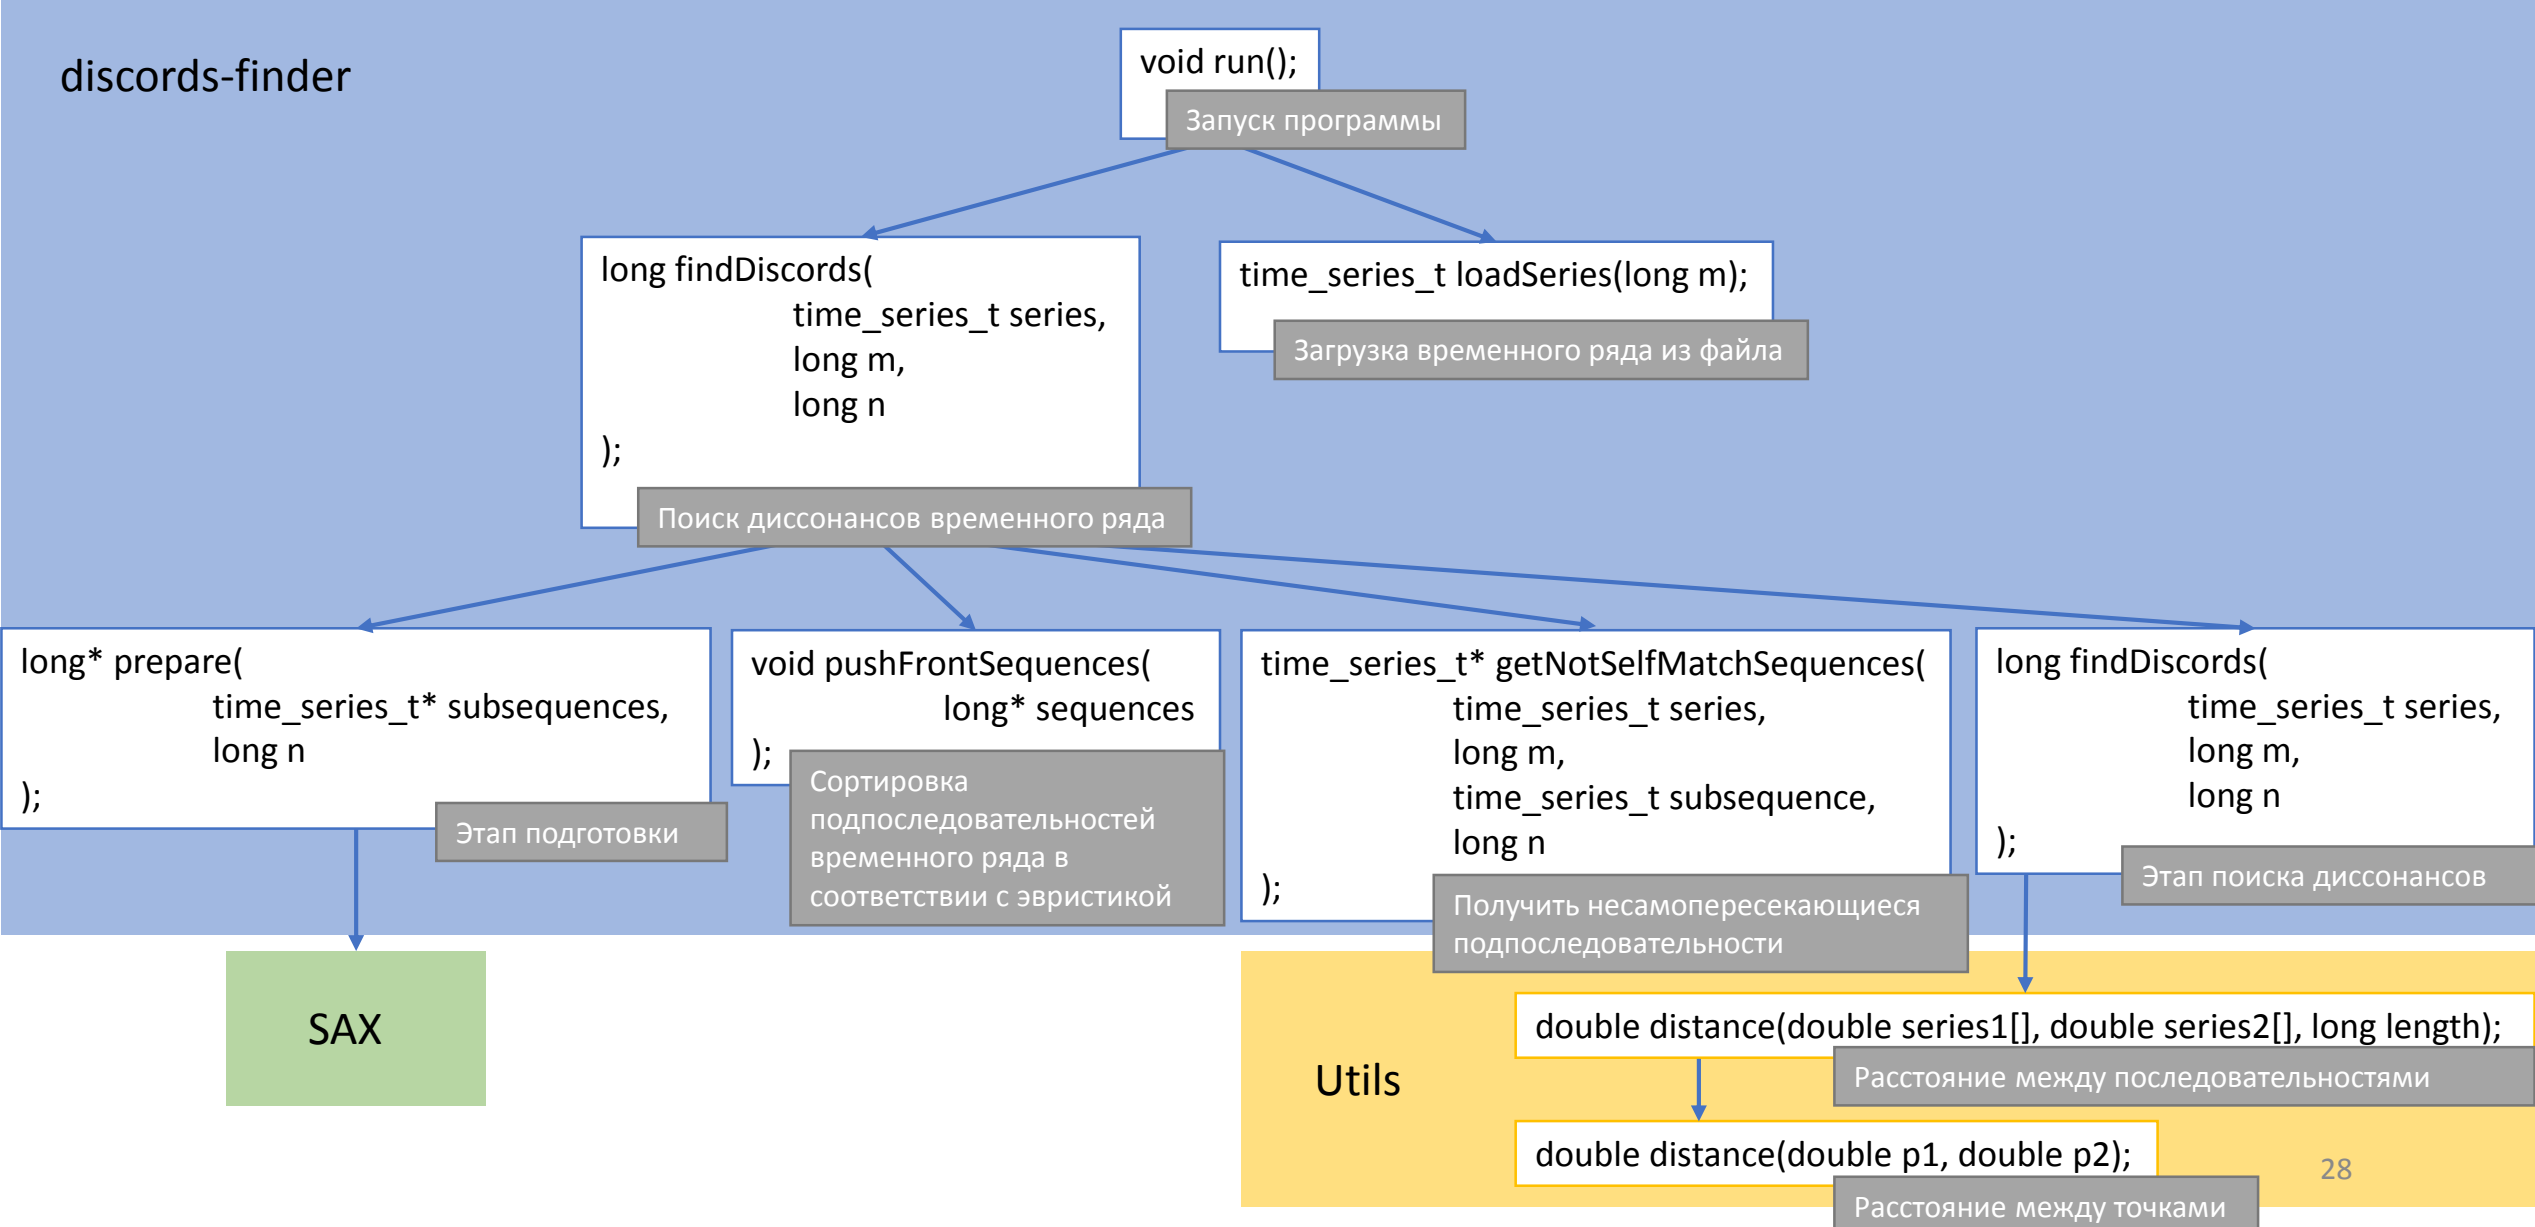 discords-finder
void run();
Запуск программы
long findDiscords(
time_series_t series,
long m,
long n
);
Поиск диссонансов временного ряда
time_series_t loadSeries(long m);
Загрузка временного ряда из файла
long* prepare(
time_series_t* subsequences,
long n
);
Этап подготовки
void pushFrontSequences(
long* sequences
);
Сортировка
подпоследовательностей
временного ряда в
соответствии с эвристикой
time_series_t* getNotSelfMatchSequences(
time_series_t series,
long m,
time_series_t subsequence,
long n
);
Получить несамопересекающиеся
подпоследовательности
long findDiscords(
time_series_t series,
long m,
long n
);
Этап поиска диссонансов
SAX
Utils
double distance(double series1[], double series2[], long length);
Расстояние между последовательностями
double distance(double p1, double p2);
Расстояние между точками
28